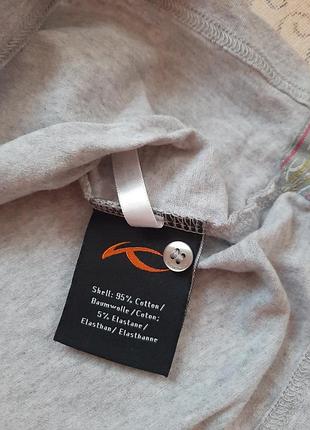 Shell: 95% Cotton/
Baumwolle/Coton;
5% Elastane/
Elasthan/Elasthanne